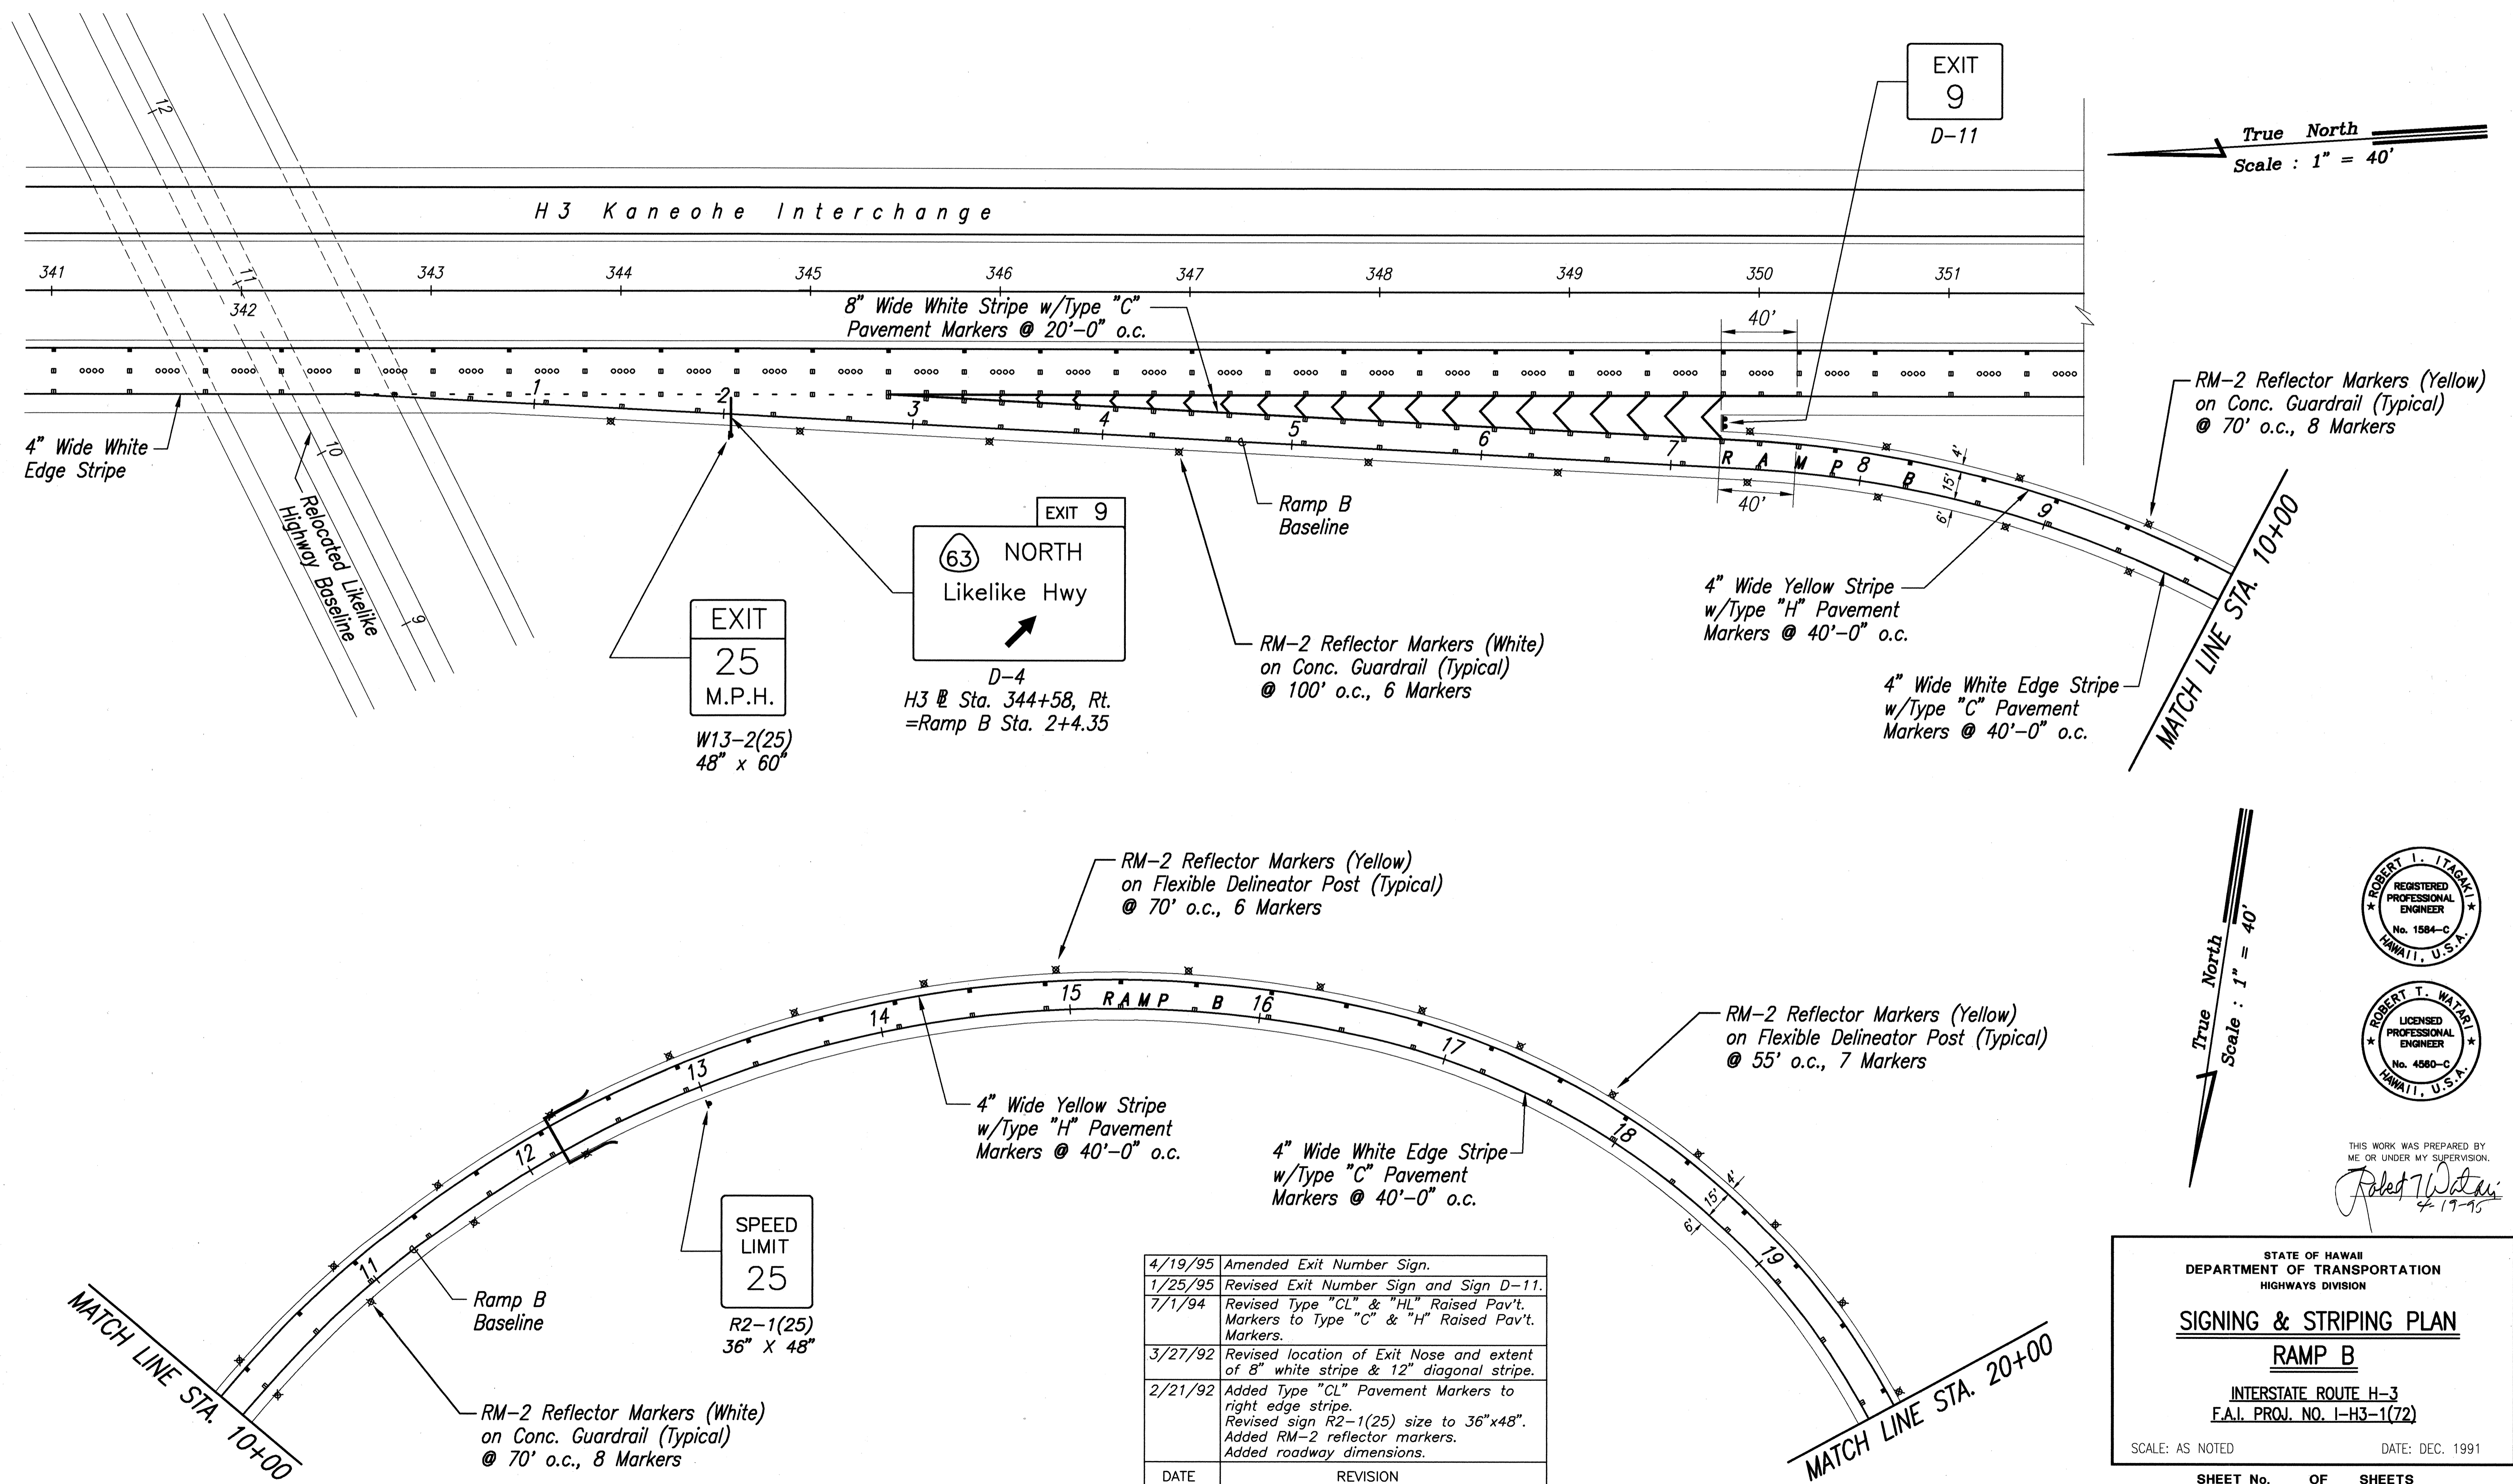 EXIT
9
D-11
True North
Scale : 1" = 40'
12
H3 Kaneohe Interchange
341
11
342
343
344
345
346
347
348
349
350
351
8" Wide White Stripe w/Type "C"
Pavement Markers @ 20'-0" o.c.
40'
RM-2 Reflector Markers (Yellow)
on Conc. Guardrail (Typical)
@ 70' o.c., 8 Markers
4" Wide White
Edge Stripe
10
9
Relocated Likelike
Highway Baseline
1
2
3
4
5
6
7
RAMP B
8
9
40'
4'
15'
6'
Ramp B
Baseline
EXIT 9
63 NORTH
Likelike Hwy
D-4
H3 ℄ Sta. 344+58, Rt.
=Ramp B Sta. 2+4.35
EXIT
25
M.P.H.
W13-2(25)
48" x 60"
RM-2 Reflector Markers (White)
on Conc. Guardrail (Typical)
@ 100' o.c., 6 Markers
4" Wide Yellow Stripe
w/Type "H" Pavement
Markers @ 40'-0" o.c.
4" Wide White Edge Stripe
w/Type "C" Pavement
Markers @ 40'-0" o.c.
MATCH LINE STA. 10+00
RM-2 Reflector Markers (Yellow)
on Flexible Delineator Post (Typical)
@ 70' o.c., 6 Markers
11
12
13
14
15
RAMP B
16
17
18
19
RM-2 Reflector Markers (Yellow)
on Flexible Delineator Post (Typical)
@ 55' o.c., 7 Markers
4" Wide Yellow Stripe
w/Type "H" Pavement
Markers @ 40'-0" o.c.
4" Wide White Edge Stripe
w/Type "C" Pavement
Markers @ 40'-0" o.c.
4'
15'
6'
SPEED
LIMIT
25
R2-1(25)
36" X 48"
Ramp B
Baseline
MATCH LINE STA. 10+00
RM-2 Reflector Markers (White)
on Conc. Guardrail (Typical)
@ 70' o.c., 8 Markers
MATCH LINE STA. 20+00
4/19/95 Amended Exit Number Sign.
1/25/95 Revised Exit Number Sign and Sign D-11.
7/1/94 Revised Type "CL" & "HL" Raised Pav't.
Markers to Type "C" & "H" Raised Pav't.
Markers.
3/27/92 Revised location of Exit Nose and extent
of 8" white stripe & 12" diagonal stripe.
2/21/92 Added Type "CL" Pavement Markers to
right edge stripe.
Revised sign R2-1(25) size to 36"x48".
Added RM-2 reflector markers.
Added roadway dimensions.
DATE REVISION
True North
Scale : 1" = 40'
ROBERT I. ITAGAKI
REGISTERED
PROFESSIONAL
ENGINEER
No. 1584-C
HAWAII, U.S.A.
ROBERT T. WATARI
LICENSED
PROFESSIONAL
ENGINEER
No. 4560-C
HAWAII, U.S.A.
THIS WORK WAS PREPARED BY
ME OR UNDER MY SUPERVISION.
Robert T Watari
4-19-95
STATE OF HAWAII
DEPARTMENT OF TRANSPORTATION
HIGHWAYS DIVISION
SIGNING & STRIPING PLAN
RAMP B
INTERSTATE ROUTE H-3
F.A.I. PROJ. NO. I-H3-1(72)
SCALE: AS NOTED DATE: DEC. 1991
SHEET No. OF SHEETS